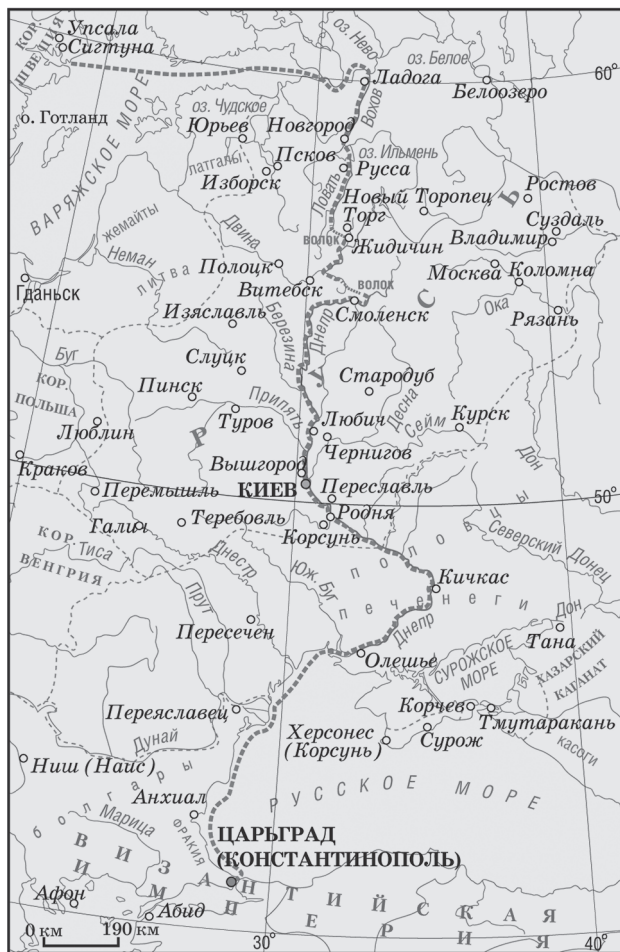 Упсала
Сигтуна
КОР.
ШВЕЦИЯ
оз. Нево
оз. Белое
60°
Ладога
Белоозеро
Волхов
о. Готланд
ВАРЯЖСКОЕ МОРЕ
оз. Чудское
Юрьев
Новгород
оз. Ильмень
латгалы
Псков
Изборск
Русса
Ловать
Новый Торг
Торопец
Ростов
Суздаль
Владимир
волок
Жидичин
жемайты
Неман
литва
Двина
Полоцк
Витебск
волок
Москва
Коломна
Гданьск
Смоленск
Ока
Рязань
Изяславль
Березина
Днепр
Слуцк
Буг
КОР.
ПОЛЬША
Пинск
Припять
Стародуб
Туров
Десна
Сейм
Курск
Люблин
Любич
Чернигов
РУСЬ
Дон
Краков
Вышгород
Перемышль
КИЕВ
Переславль
50°
Галич
Теребовль
Родня
Корсунь
половцы
Северский Донец
КОР.
ВЕНГРИЯ
Тиса
Днестр
Юж. Буг
Кичкас
печенеги
Прут
Пересечен
Днепр
Дон
Тана
Олешье
СУРОЖСКОЕ
МОРЕ
ХАЗАРСКИЙ
КАГАНАТ
Переяславец
Корчев
Тмутаракань
Херсонес
(Корсунь)
Сурож
касоги
Дунай
Ниш (Наис)
болгары
РУССКОЕ МОРЕ
Анхиал
Марица
ФРАКИЯ
ЦАРЬГРАД
(КОНСТАНТИНОПОЛЬ)
ВИЗАНТИЙСКАЯ
ИМПЕРИЯ
Афон
Абид
0 км 190 км
30°
40°